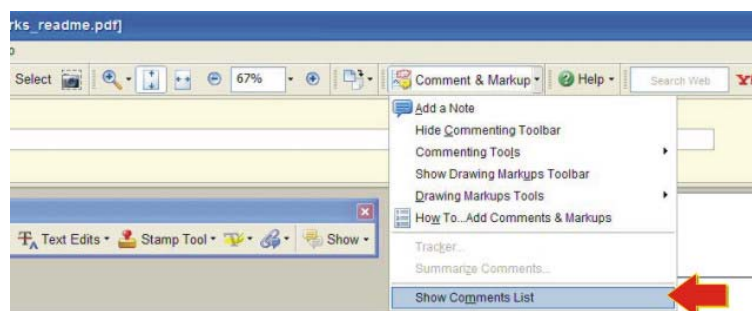 rks_readme.pdf]
Select 67% Comment & Markup Help Search Web
Add a Note
Hide Commenting Toolbar
Commenting Tools
Show Drawing Markups Toolbar
Drawing Markups Tools
How To...Add Comments & Markups
Text Edits Stamp Tool Show
Tracker...
Summarize Comments...
Show Comments List